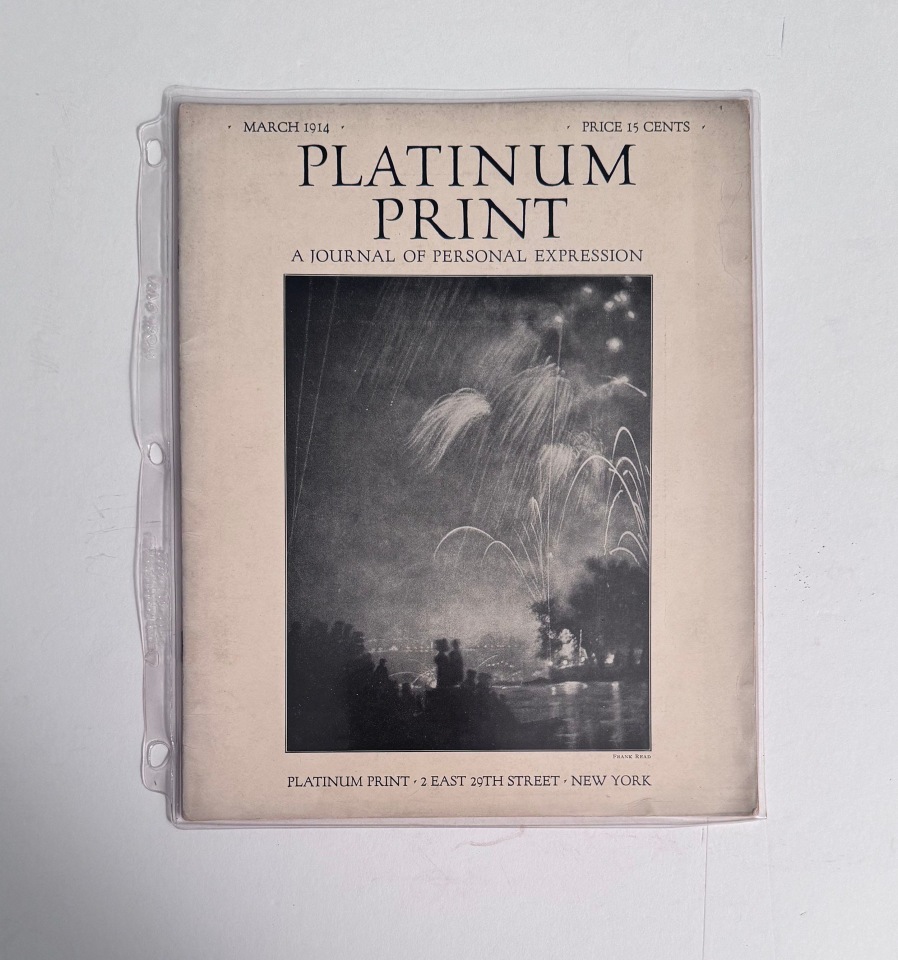 · MARCH 1914 · · PRICE 15 CENTS ·
PLATINUM
PRINT
A JOURNAL OF PERSONAL EXPRESSION
FRANK READ
PLATINUM PRINT · 2 EAST 29TH STREET · NEW YORK